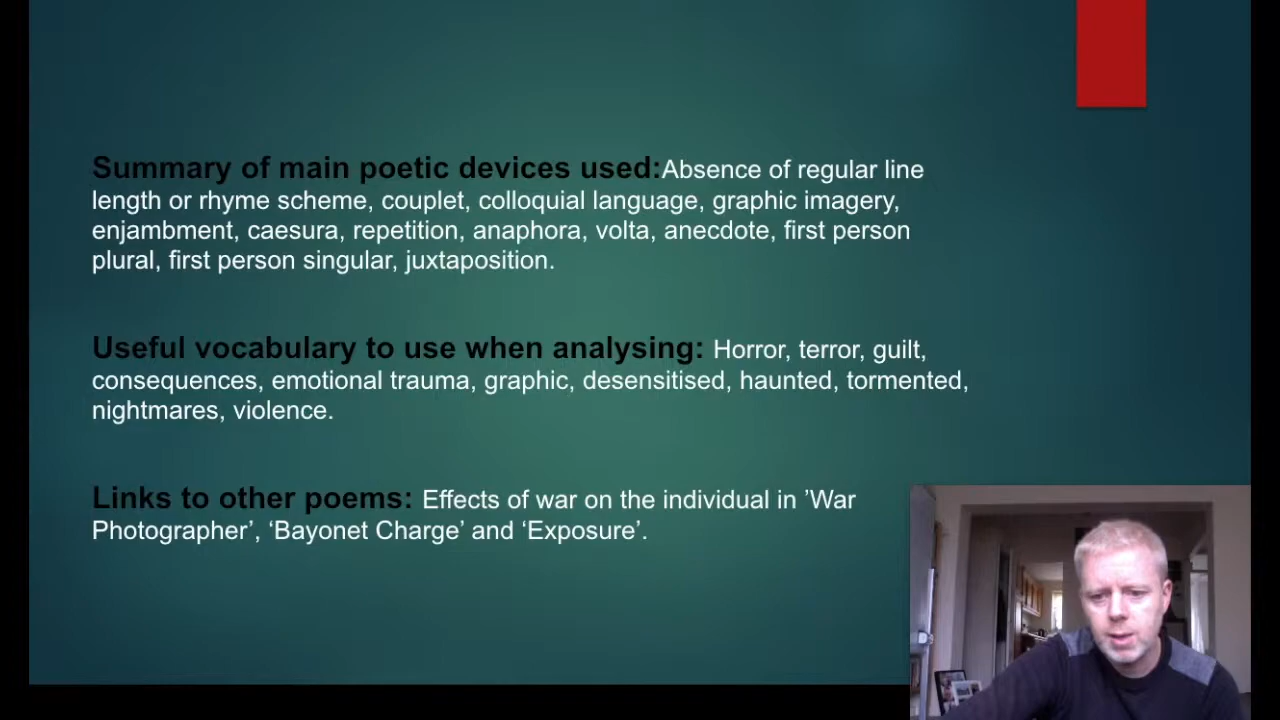 Summary of main poetic devices used:Absence of regular line
length or rhyme scheme, couplet, colloquial language, graphic imagery,
enjambment, caesura, repetition, anaphora, volta, anecdote, first person
plural, first person singular, juxtaposition.
Useful vocabulary to use when analysing: Horror, terror, guilt,
consequences, emotional trauma, graphic, desensitised, haunted, tormented,
nightmares, violence.
Links to other poems: Effects of war on the individual in ’War
Photographer’, ‘Bayonet Charge’ and ‘Exposure’.